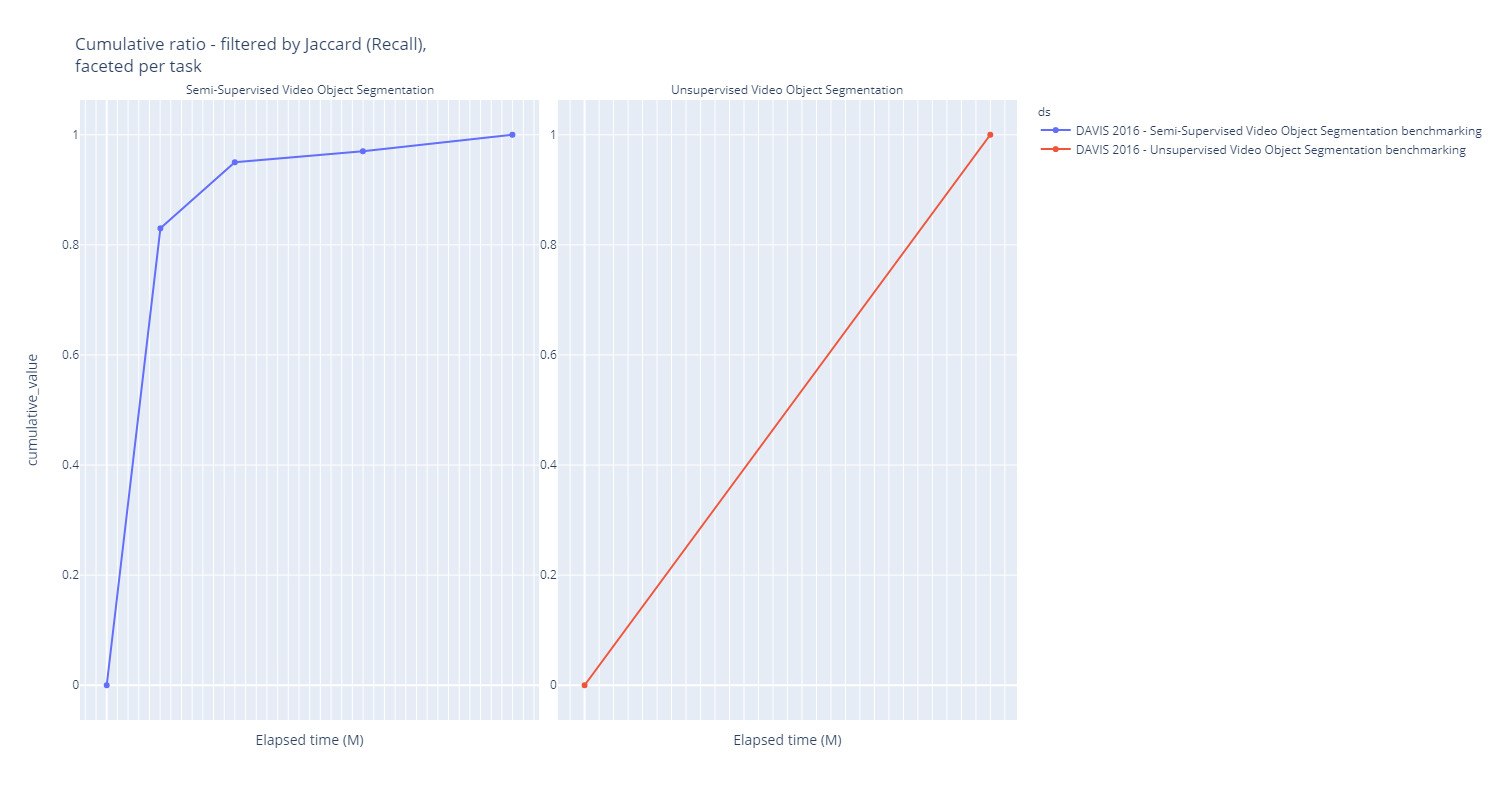 Cumulative ratio - filtered by Jaccard (Recall),
faceted per task
Semi-Supervised Video Object Segmentation
Unsupervised Video Object Segmentation
ds
DAVIS 2016 - Semi-Supervised Video Object Segmentation benchmarking
DAVIS 2016 - Unsupervised Video Object Segmentation benchmarking
cumulative_value
1
0.8
0.6
0.4
0.2
0
1
0.8
0.6
0.4
0.2
0
Elapsed time (M)
Elapsed time (M)